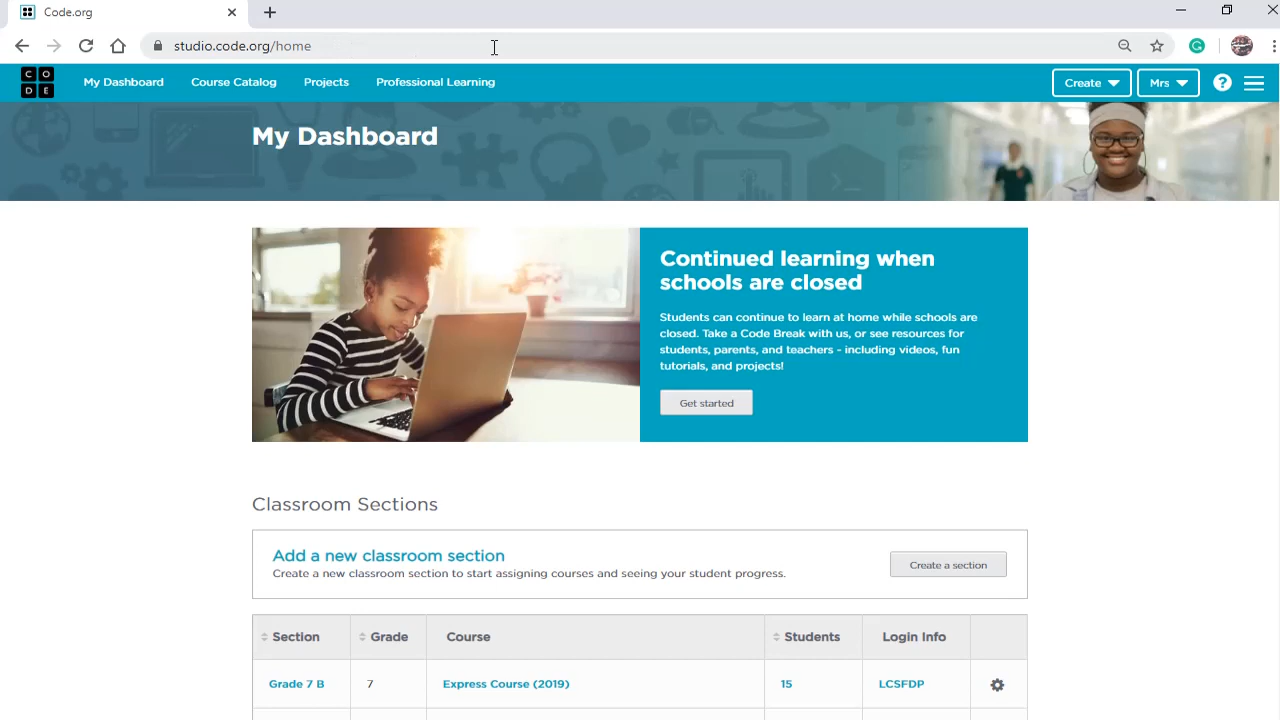 Code.org
studio.code.org/home
C O
D E
My Dashboard
Course Catalog
Projects
Professional Learning
Create
Mrs
?
My Dashboard
Continued learning when
schools are closed
Students can continue to learn at home while schools are
closed. Take a Code Break with us, or see resources for
students, parents, and teachers - including videos, fun
tutorials, and projects!
Get started
Classroom Sections
Add a new classroom section
Create a new classroom section to start assigning courses and seeing your student progress.
Create a section
Section Grade Course Students Login Info
Grade 7 B 7 Express Course (2019) 15 LCSFDP